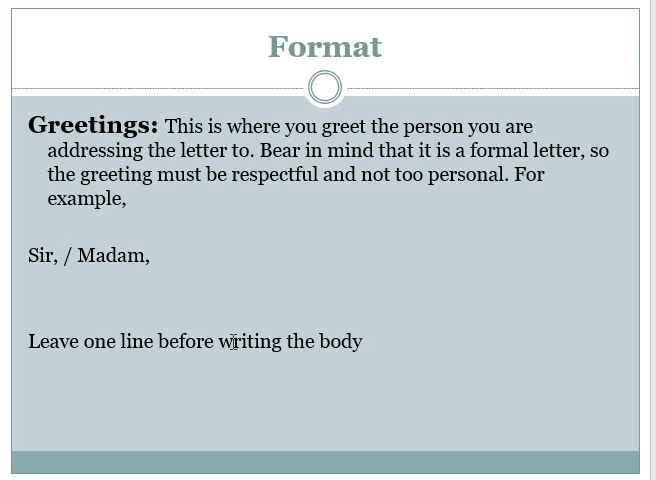 Format
Greetings: This is where you greet the person you are
addressing the letter to. Bear in mind that it is a formal letter, so
the greeting must be respectful and not too personal. For
example,
Sir, / Madam,
Leave one line before writing the body